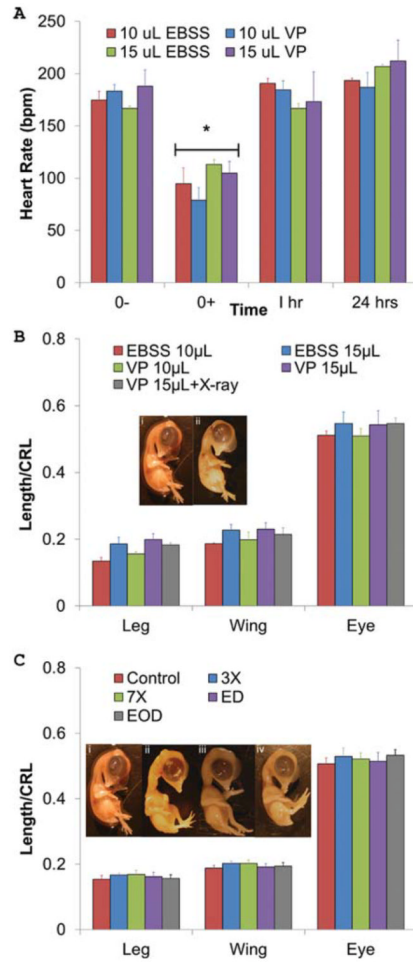 A
10 uL EBSS 10 uL VP
15 uL EBSS 15 uL VP
Heart Rate (bpm)
250
200
150
100
50
0
*
0- 0+ I hr 24 hrs
Time
B
EBSS 10µL EBSS 15µL
VP 10µL VP 15µL
VP 15µL+X-ray
Length/CRL
0.8
0.6
0.4
0.2
0
i ii
Leg Wing Eye
C
Control 3X
7X ED
EOD
Length/CRL
0.8
0.6
0.4
0.2
0
i ii iii iv
Leg Wing Eye